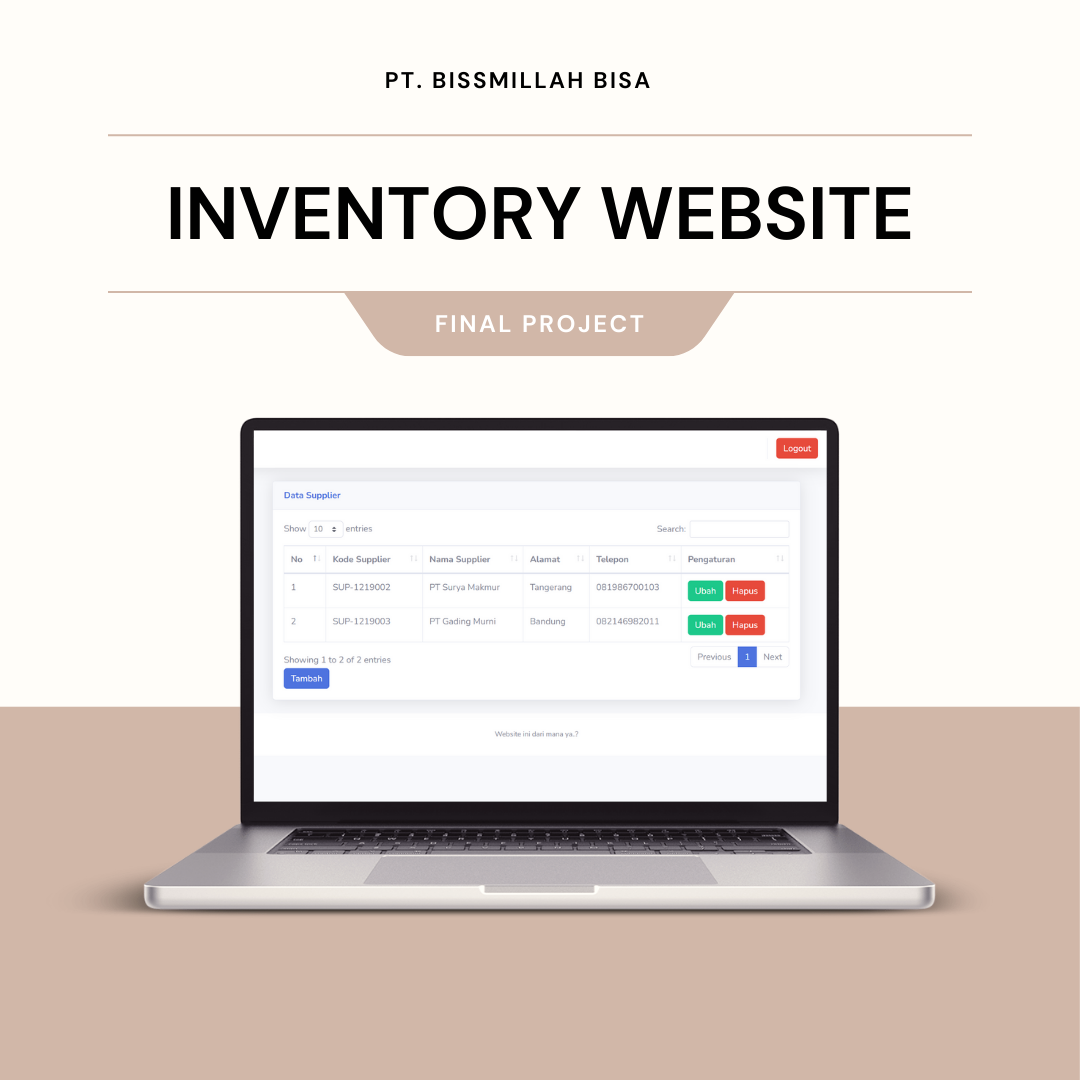 PT. BISSMILLAH BISA
INVENTORY WEBSITE
FINAL PROJECT
Logout
Data Supplier
Show 10 entries Search:
No Kode Supplier Nama Supplier Alamat Telepon Pengaturan
1 SUP-1219002 PT Surya Makmur Tangerang 081986700103 Ubah Hapus
2 SUP-1219003 PT Gading Murni Bandung 082146982011 Ubah Hapus
Showing 1 to 2 of 2 entries Previous 1 Next
Tambah
Website ini dari mana ya.?